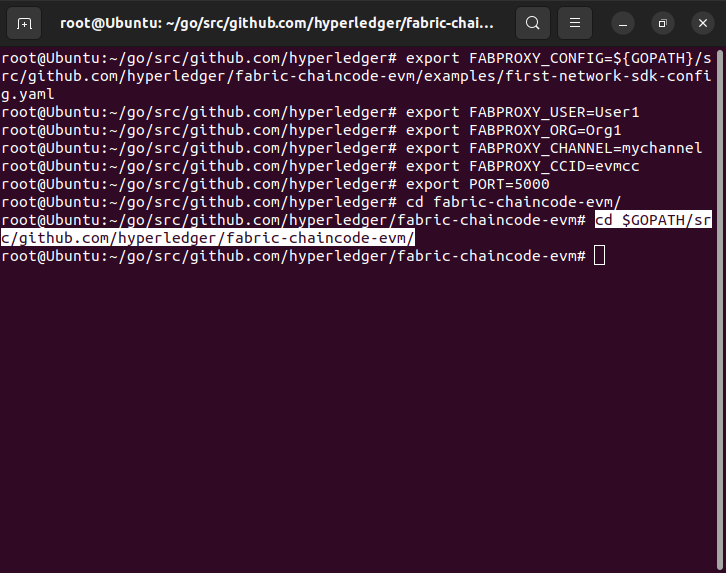 root@Ubuntu: ~/go/src/github.com/hyperledger/fabric-chai...
root@Ubuntu:~/go/src/github.com/hyperledger# export FABPROXY_CONFIG=${GOPATH}/s
rc/github.com/hyperledger/fabric-chaincode-evm/examples/first-network-sdk-confi
g.yaml
root@Ubuntu:~/go/src/github.com/hyperledger# export FABPROXY_USER=User1
root@Ubuntu:~/go/src/github.com/hyperledger# export FABPROXY_ORG=Org1
root@Ubuntu:~/go/src/github.com/hyperledger# export FABPROXY_CHANNEL=mychannel
root@Ubuntu:~/go/src/github.com/hyperledger# export FABPROXY_CCID=evmcc
root@Ubuntu:~/go/src/github.com/hyperledger# export PORT=5000
root@Ubuntu:~/go/src/github.com/hyperledger# cd fabric-chaincode-evm/
root@Ubuntu:~/go/src/github.com/hyperledger/fabric-chaincode-evm# cd $GOPATH/sr
c/github.com/hyperledger/fabric-chaincode-evm/
root@Ubuntu:~/go/src/github.com/hyperledger/fabric-chaincode-evm#